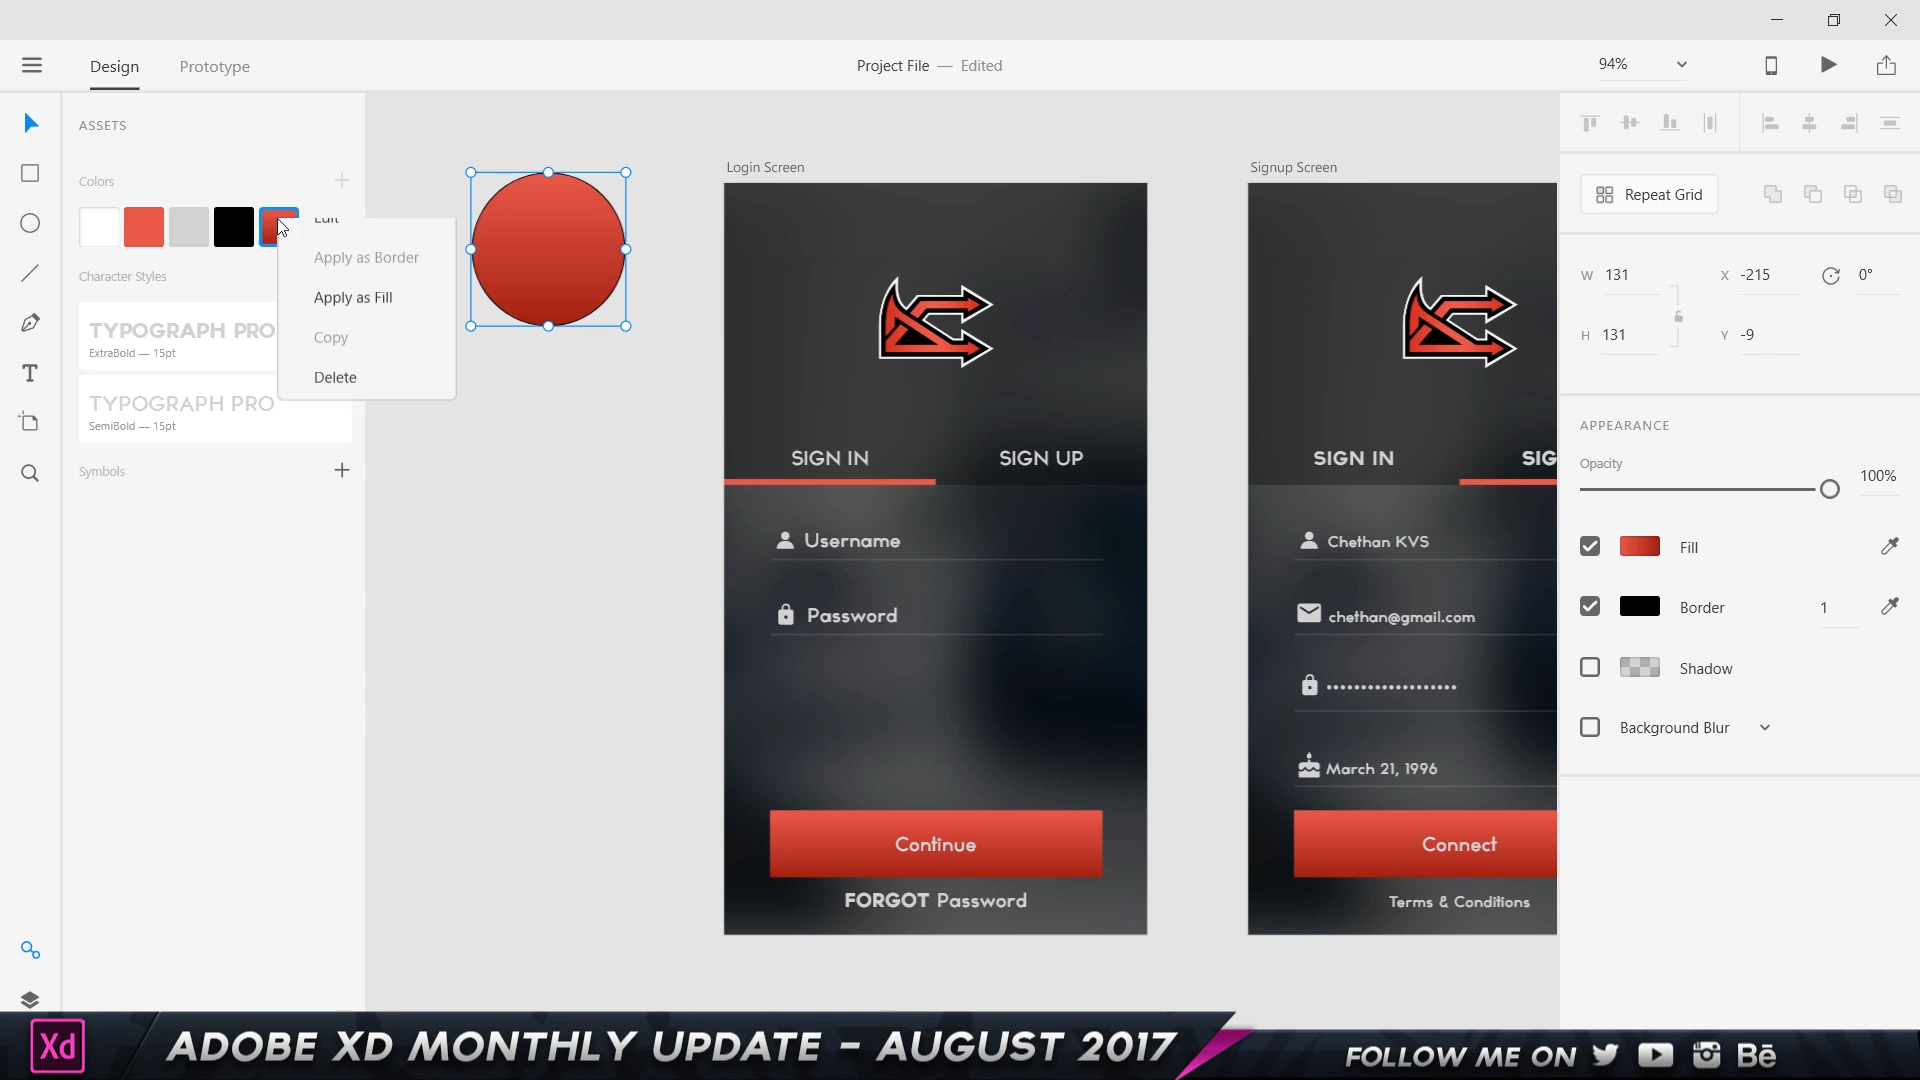 Design
Prototype
Project File — Edited
94%
ASSETS
Colors
Edit
Apply as Border
Apply as Fill
Copy
Delete
Character Styles
TYPOGRAPH PRO
ExtraBold — 15pt
TYPOGRAPH PRO
SemiBold — 15pt
Symbols
Login Screen
SIGN IN
SIGN UP
Username
Password
Continue
FORGOT Password
Signup Screen
SIGN IN
SIG
Chethan KVS
chethan@gmail.com
March 21, 1996
Connect
Terms & Conditions
Repeat Grid
W 131
X -215
0°
H 131
Y -9
APPEARANCE
Opacity
100%
Fill
Border
1
Shadow
Background Blur
Xd
ADOBE XD MONTHLY UPDATE - AUGUST 2017
FOLLOW ME ON
Bē